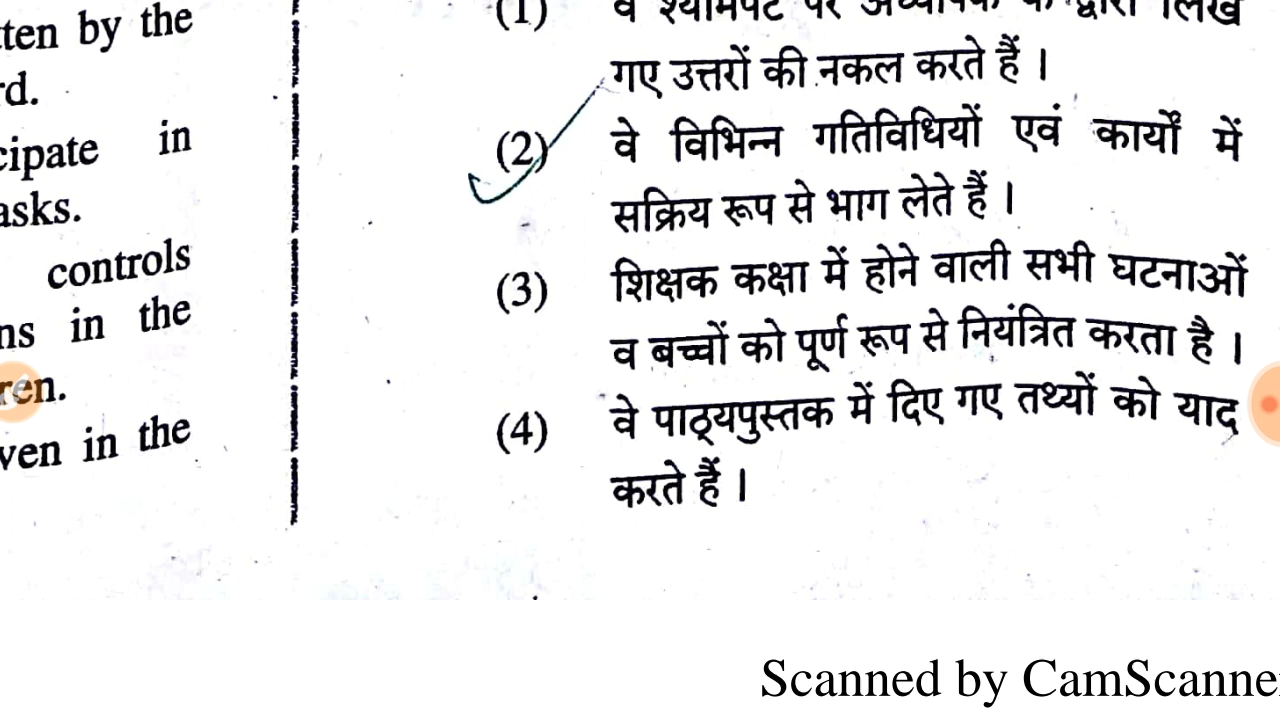 ten by the
rd.
cipate in
asks.
controls
ns in the
ren.
ven in the
(1) वे श्यामपट पर अध्यापक के द्वारा लिखे
गए उत्तरों की नकल करते हैं ।
(2) वे विभिन्न गतिविधियों एवं कार्यों में
सक्रिय रूप से भाग लेते हैं ।
(3) शिक्षक कक्षा में होने वाली सभी घटनाओं
व बच्चों को पूर्ण रूप से नियंत्रित करता है ।
(4) वे पाठ्यपुस्तक में दिए गए तथ्यों को याद
करते हैं ।
Scanned by CamScanne